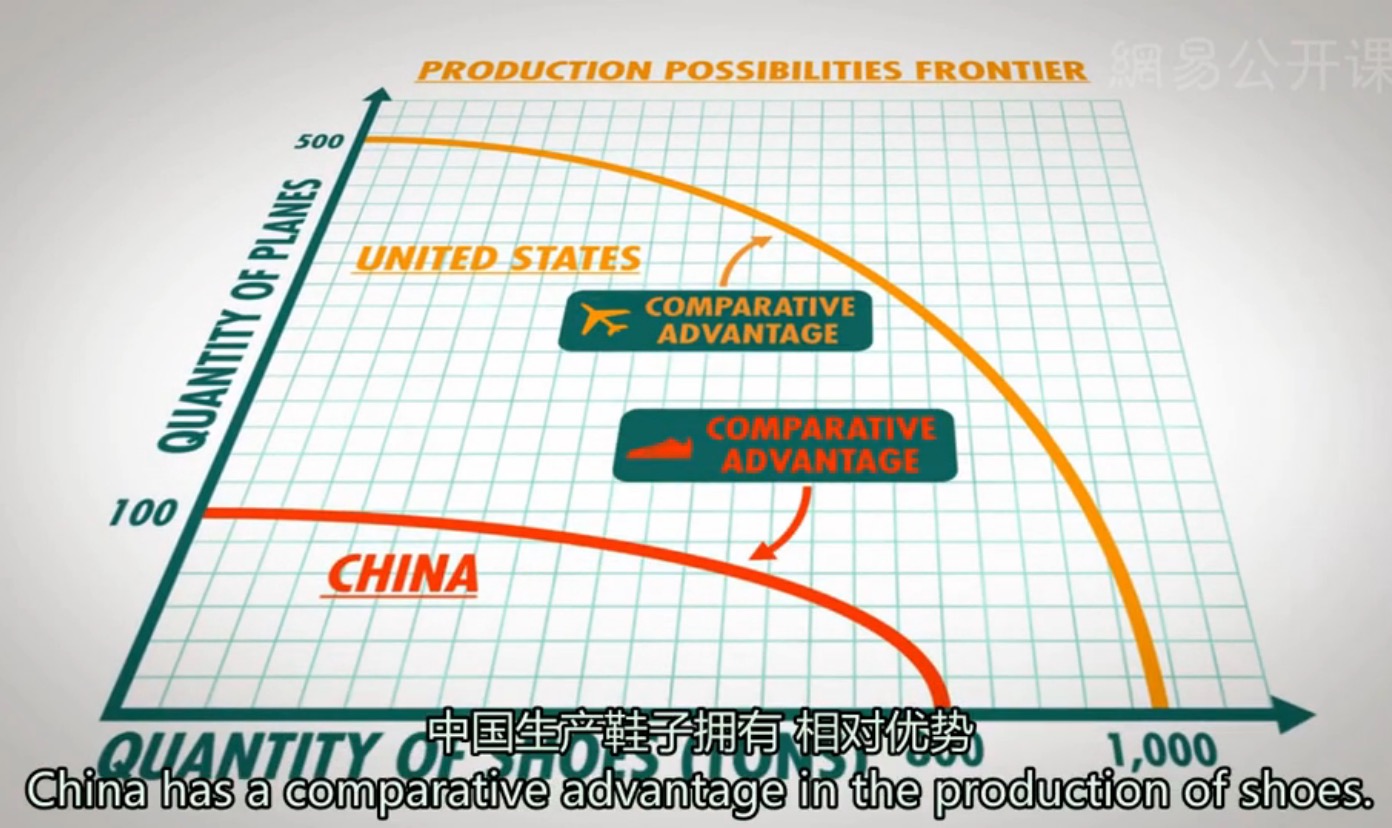 PRODUCTION POSSIBILITIES FRONTIER
網易公开课
500
QUANTITY OF PLANES
UNITED STATES
COMPARATIVE
ADVANTAGE
COMPARATIVE
ADVANTAGE
100
CHINA
中国生产鞋子拥有 相对优势
QUANTITY OF SHOES (TONS)
1,000
China has a comparative advantage in the production of shoes.